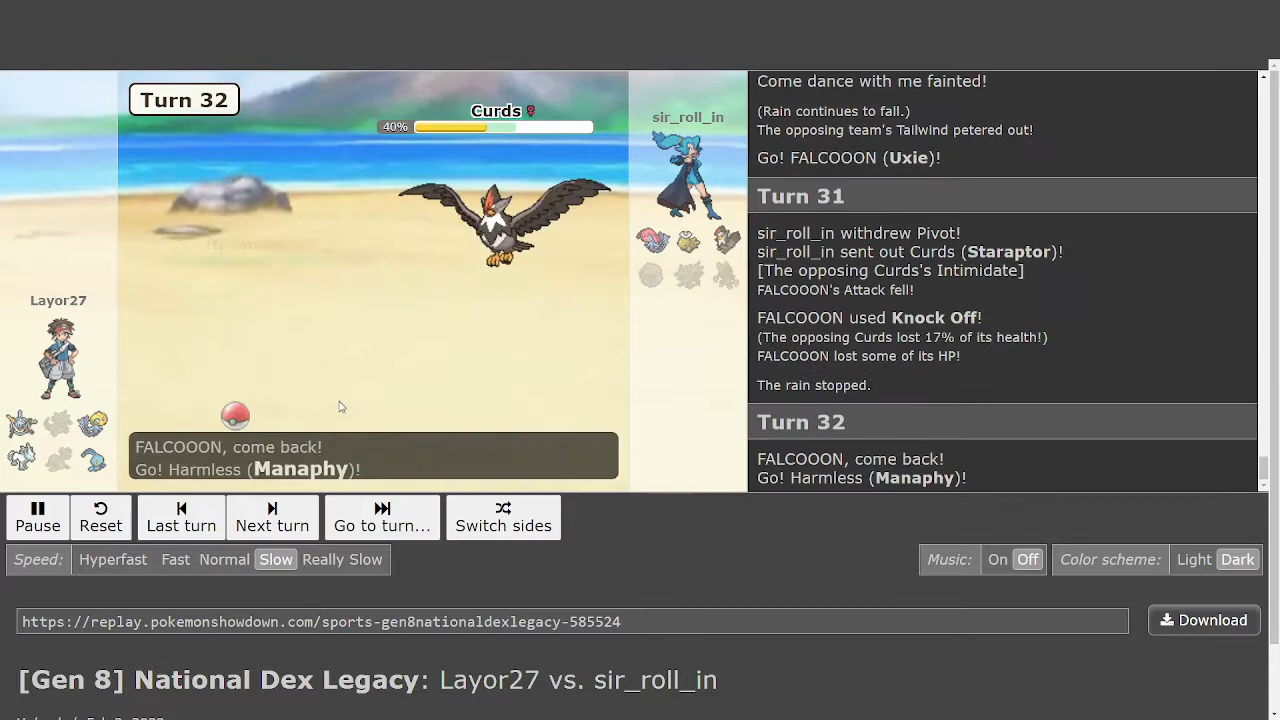 Turn 32
Curds
40%
sir_roll_in
Layor27
FALCOOON, come back!
Go! Harmless (Manaphy)!
Come dance with me fainted!
(Rain continues to fall.)
The opposing team's Tailwind petered out!
Go! FALCOOON (Uxie)!
Turn 31
sir_roll_in withdrew Pivot!
sir_roll_in sent out Curds (Staraptor)!
[The opposing Curds's Intimidate]
FALCOOON's Attack fell!
FALCOOON used Knock Off!
(The opposing Curds lost 17% of its health!)
FALCOOON lost some of its HP!
The rain stopped.
Turn 32
FALCOOON, come back!
Go! Harmless (Manaphy)!
Pause Reset Last turn Next turn Go to turn... Switch sides
Speed: Hyperfast Fast Normal Slow Really Slow Music: On Off Color scheme: Light Dark
https://replay.pokemonshowdown.com/sports-gen8nationaldexlegacy-585524 Download
[Gen 8] National Dex Legacy: Layor27 vs. sir_roll_in